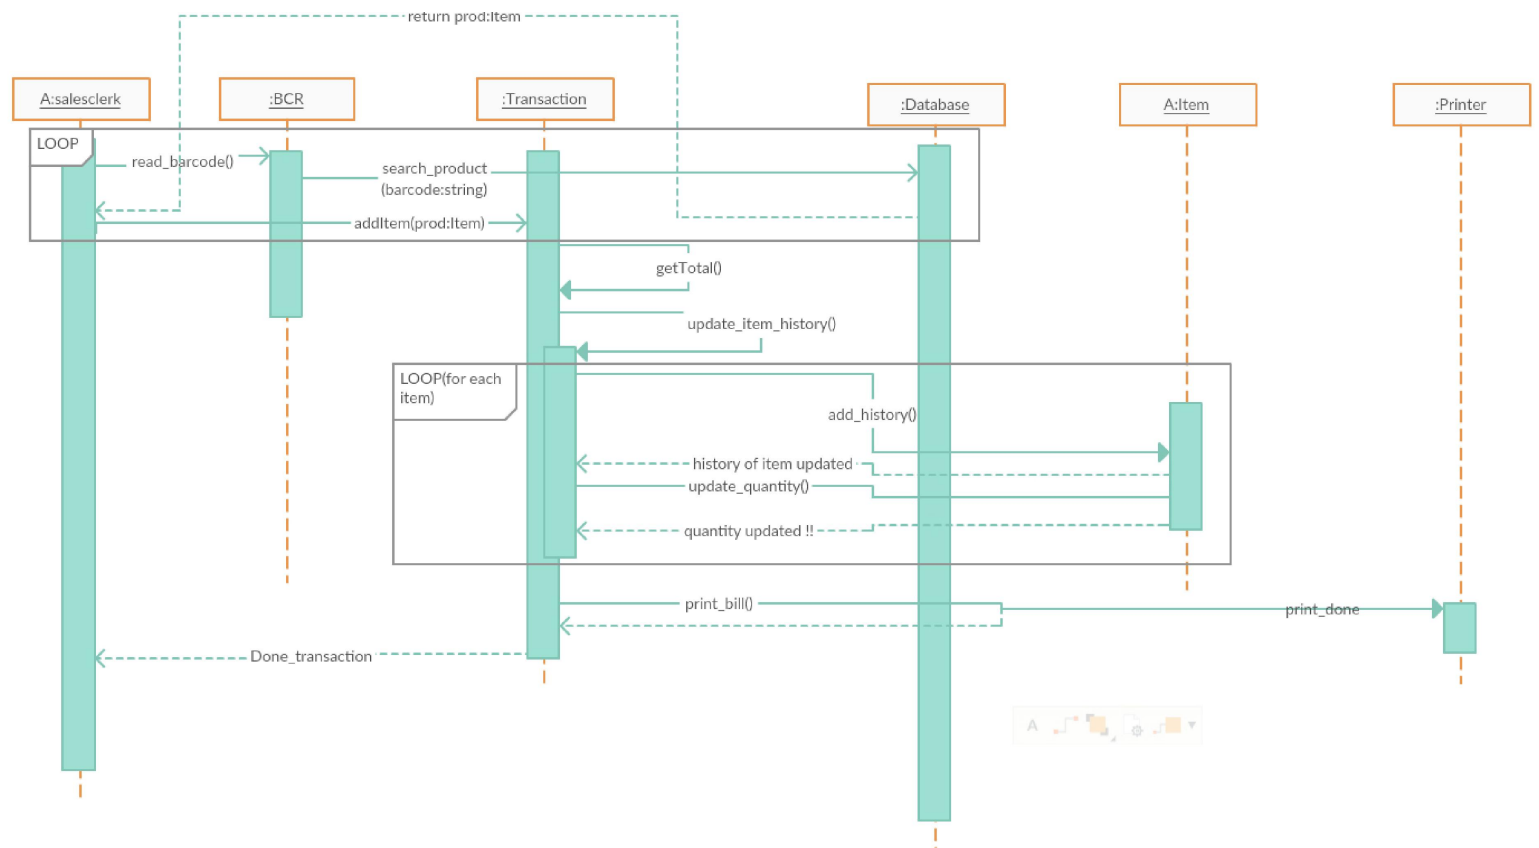 return prod:Item
A:salesclerk
:BCR
:Transaction
:Database
A:Item
:Printer
LOOP
read_barcode()
search_product
(barcode:string)
addItem(prod:Item)
getTotal()
update_item_history()
LOOP(for each
item)
add_history()
history of item updated
update_quantity()
quantity updated !!
print_bill()
print_done
Done_transaction
A